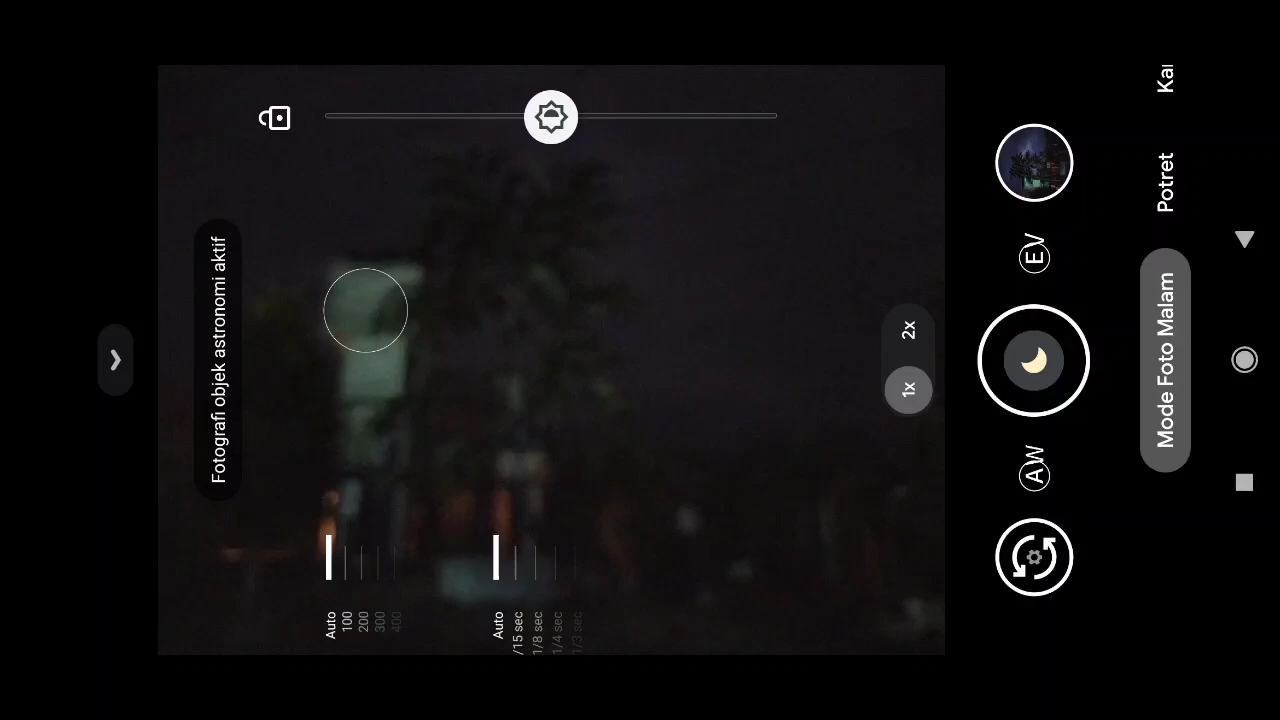 Fotografi objek astronomi aktif
Auto
100
200
300
400
Auto
/15 sec
1/8 sec
1/4 sec
1/3 sec
1x
2x
AW
EV
Mode Foto Malam
Potret
Ka